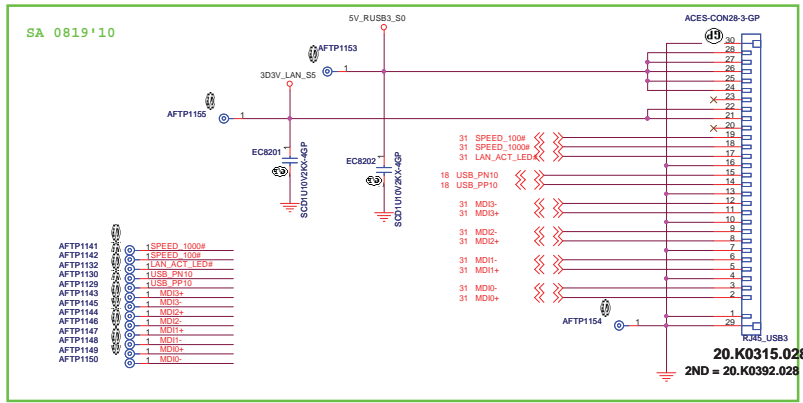 SA 0819'10
5V_RUSB3_S0
ACES-CON28-3-GP
AFTP1153
1
3D3V_LAN_S5
AFTP1155
1
30
28
27
26
25
24
23
22
21
20
19
18
17
16
15
14
13
12
11
10
9
8
7
6
5
4
3
2
1
29
31 SPEED_100#
31 SPEED_1000#
31 LAN_ACT_LED#
18 USB_PN10
18 USB_PP10
31 MDI3-
31 MDI3+
31 MDI2-
31 MDI2+
31 MDI1-
31 MDI1+
31 MDI0-
31 MDI0+
EC8201
1
SCD1U10V2KX-4GP
EC8202
1
SCD1U10V2KX-4GP
AFTP1141 1 SPEED_1000#
AFTP1142 1 SPEED_100#
AFTP1132 1 LAN_ACT_LED#
AFTP1130 1 USB_PN10
AFTP1129 1 USB_PP10
AFTP1143 1 MDI3+
AFTP1145 1 MDI3-
AFTP1144 1 MDI2+
AFTP1146 1 MDI2-
AFTP1147 1 MDI1+
AFTP1148 1 MDI1-
AFTP1149 1 MDI0+
AFTP1150 1 MDI0-
AFTP1154
1
RJ45_USB3
20.K0315.028
2ND = 20.K0392.028